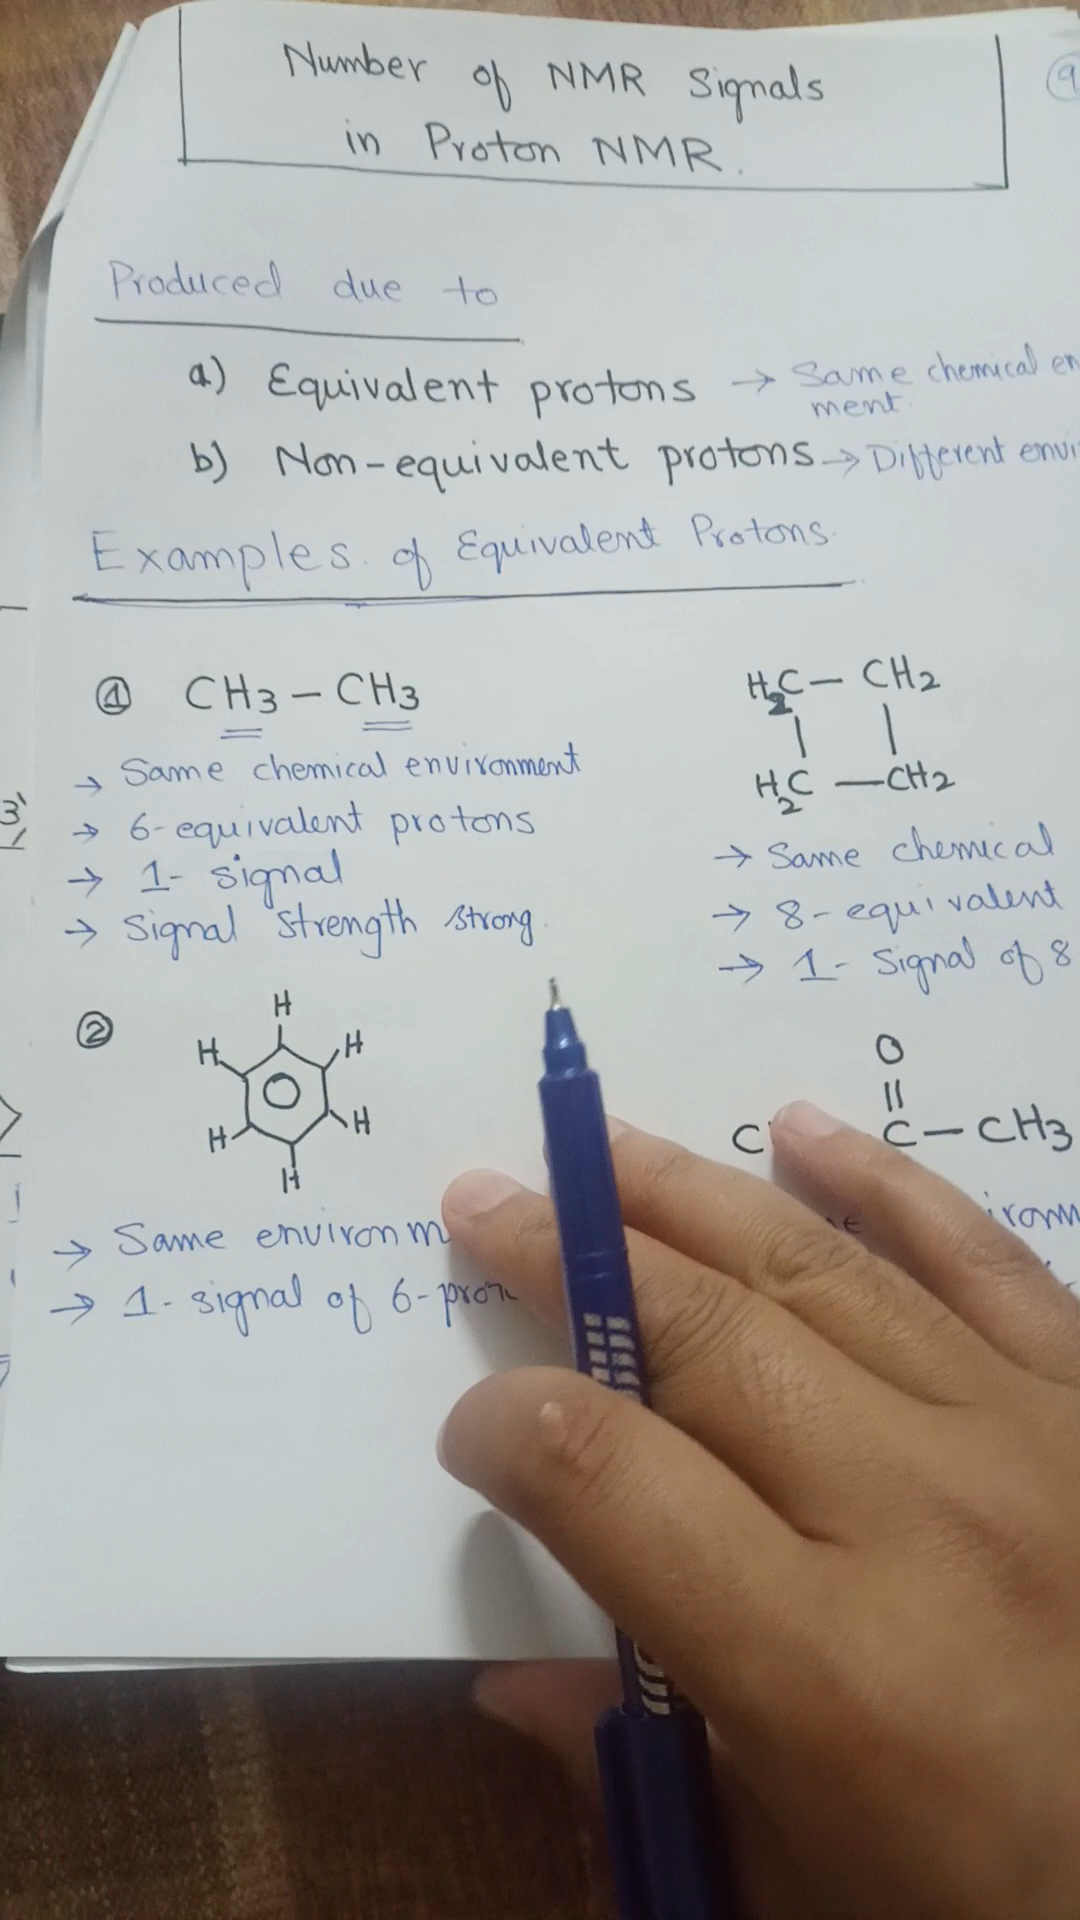 Number of NMR Signals
in Proton NMR.
9
Produced due to
a) Equivalent protons → Same chemical en
ment.
b) Non-equivalent protons → Different envi
Examples of Equivalent Protons.
① CH3 - CH3
→ Same chemical environment
→ 6-equivalent protons
→ 1- signal
→ Signal strength strong.
H2C - CH2
H2C - CH2
→ Same chemical
→ 8-equivalent
→ 1- Signal of 8
②
H
H H
H H
H
→ Same environm
→ 1- signal of 6-pro
O
C C - CH3
ironm